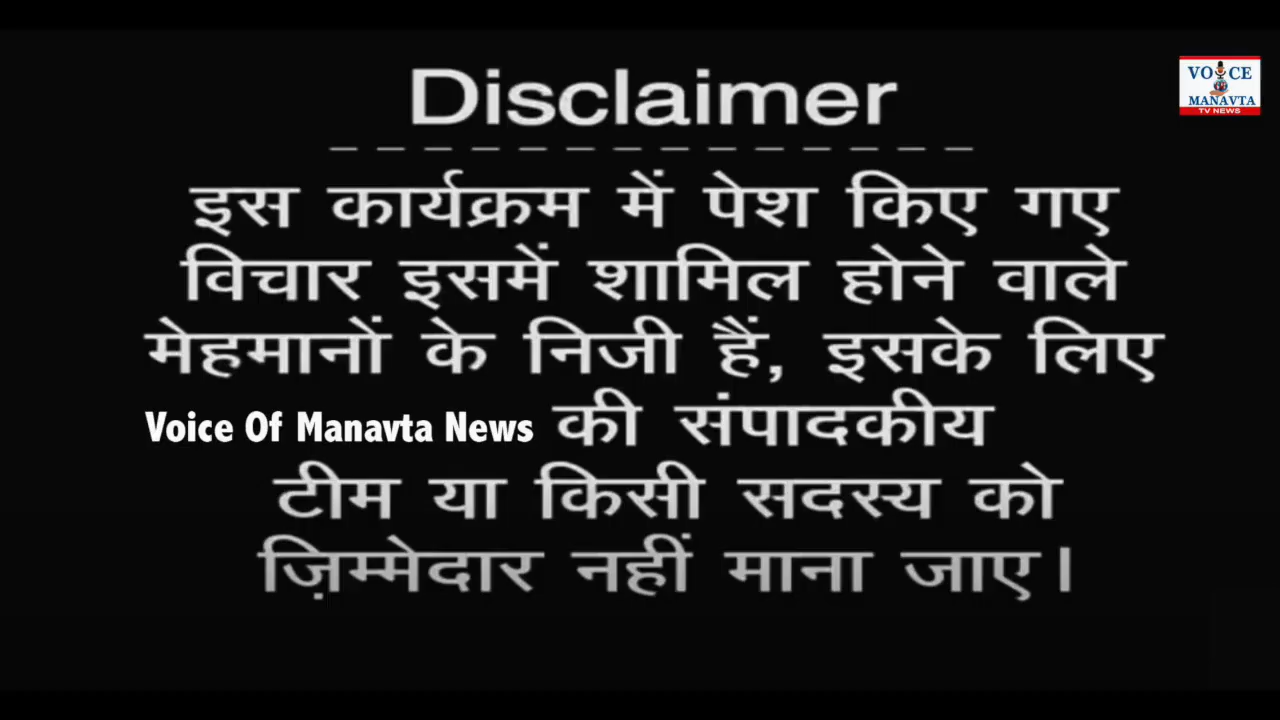 Disclaimer
VOICE
MANAVTA
TV NEWS
इस कार्यक्रम में पेश किए गए
विचार इसमें शामिल होने वाले
मेहमानों के निजी हैं, इसके लिए
Voice Of Manavta News की संपादकीय
टीम या किसी सदस्य को
ज़िम्मेदार नहीं माना जाए।